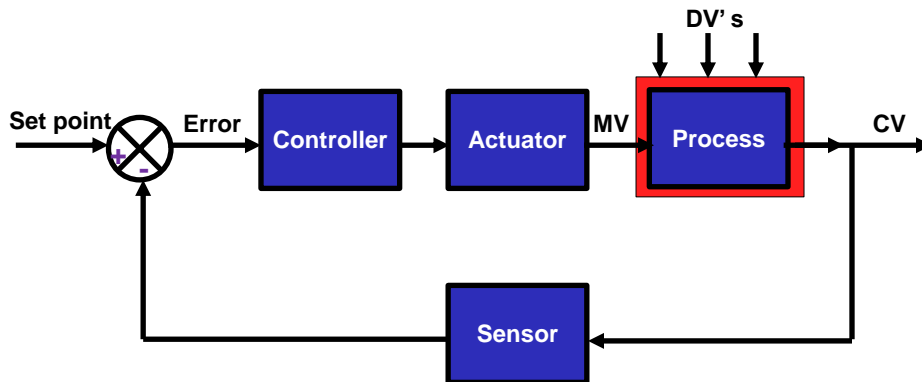 DV' s
Set point
Error
Controller
Actuator
MV
Process
CV
+
-
Sensor